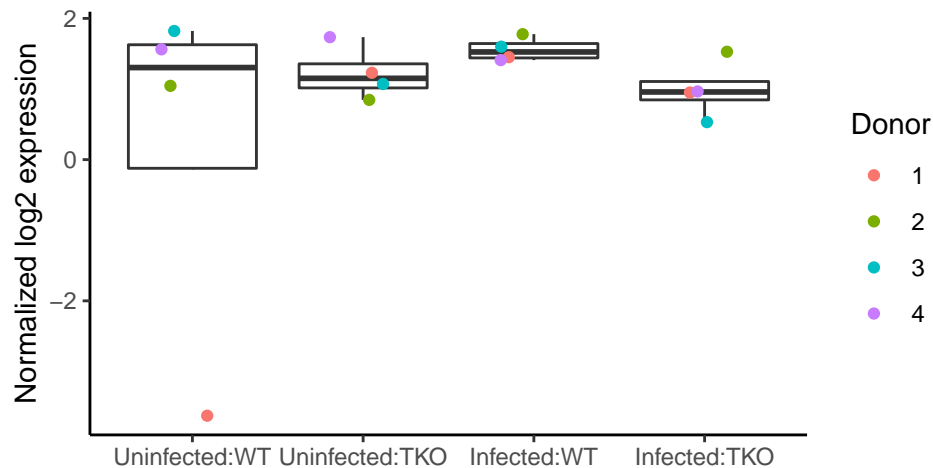 Normalized log2 expression
2
0
−2
Uninfected:WT Uninfected:TKO Infected:WT Infected:TKO
Donor
1
2
3
4